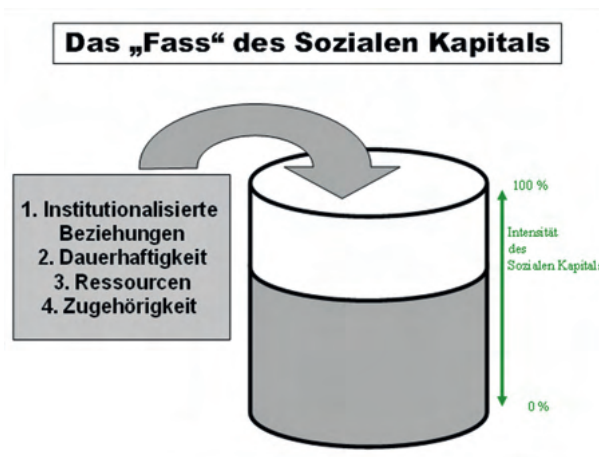 Das „Fass“ des Sozialen Kapitals
1. Institutionalisierte
Beziehungen
2. Dauerhaftigkeit
3. Ressourcen
4. Zugehörigkeit
100 %
Intensität
des
Sozialen Kapitals
0 %